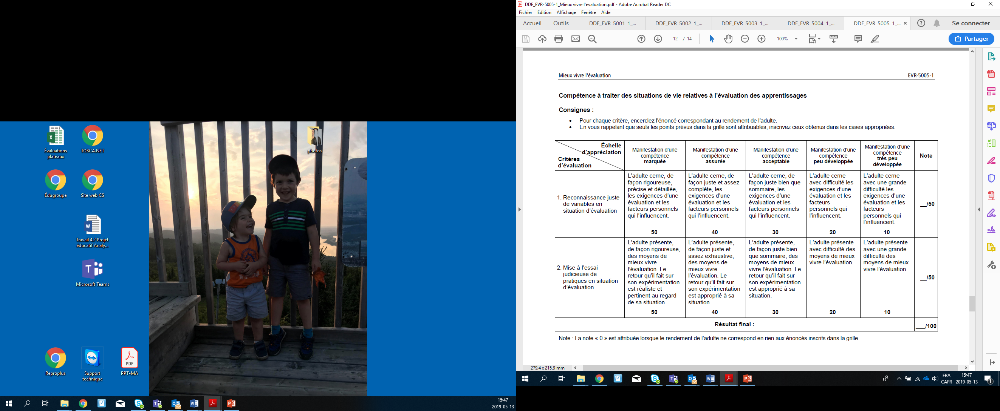 Évaluations
plateaux
TOSCA.NET
photos
Édugroupe
Site web CS
Travail 4.2 Projet
éducatif Analy...
Microsoft Teams
Reproplus
Support
technique
PDF
PPT-MA
15:47
2019-05-13
DDE_EVR-5005-1_Mieux vivre l'evaluation.pdf - Adobe Acrobat Reader DC
Fichier Edition Affichage Fenêtre Aide
Accueil Outils DDE_EVR-5001-1_... DDE_EVR-5002-1_... DDE_EVR-5003-1_... DDE_EVR-5004-1_... DDE_EVR-5005-1_... × Se connecter
12 / 14 100% Partager
Mieux vivre l'évaluation EVR-5005-1
Compétence à traiter des situations de vie relatives à l'évaluation des apprentissages
Consignes :
• Pour chaque critère, encerclez l'énoncé correspondant au rendement de l'adulte.
• En vous rappelant que seuls les points prévus dans la grille sont attribuables, inscrivez ceux obtenus dans les cases appropriées.
Échelle
d'appréciation
Critères
d'évaluation
Manifestation d'une
compétence
marquée
Manifestation d'une
compétence
assurée
Manifestation d'une
compétence
acceptable
Manifestation d'une
compétence
peu développée
Manifestation d'une
compétence
très peu
développée
Note
1. Reconnaissance juste
de variables en
situation d'évaluation
L'adulte cerne, de
façon rigoureuse,
précise et détaillée,
les exigences d'une
évaluation et les
facteurs personnels
qui l'influencent.
50
L'adulte cerne, de
façon juste et assez
complète, les
exigences d'une
évaluation et les
facteurs personnels
qui l'influencent.
40
L'adulte cerne, de
façon juste bien que
sommaire, les
exigences d'une
évaluation et les
facteurs personnels
qui l'influencent.
30
L'adulte cerne
avec difficulté les
exigences d'une
évaluation et les
facteurs
personnels qui
l'influencent.
20
L'adulte cerne
avec une grande
difficulté les
exigences d'une
évaluation et les
facteurs
personnels qui
l'influencent.
10
__/50
2. Mise à l'essai
judicieuse de
pratiques en situation
d'évaluation
L'adulte présente,
de façon rigoureuse,
des moyens de
mieux vivre
l'évaluation. Le
retour qu'il fait sur
son expérimentation
est réaliste et
pertinent au regard
de sa situation.
50
L'adulte présente,
de façon juste et
assez exhaustive,
des moyens de
mieux vivre
l'évaluation. Le
retour qu'il fait sur
son expérimentation
est approprié à sa
situation.
40
L'adulte présente,
de façon juste bien
que sommaire, des
moyens de mieux
vivre l'évaluation. Le
retour qu'il fait sur
son expérimentation
est approprié à sa
situation.
30
L'adulte présente
avec difficulté des
moyens de mieux
vivre l'évaluation.
20
L'adulte présente
avec une grande
difficulté des
moyens de mieux
vivre l'évaluation.
10
__/50
Résultat final :
___/100
Note : La note « 0 » est attribuée lorsque le rendement de l'adulte ne correspond en rien aux énoncés inscrits dans la grille.
279,4 x 215,9 mm
FRA
CAFR
15:47
2019-05-13
1